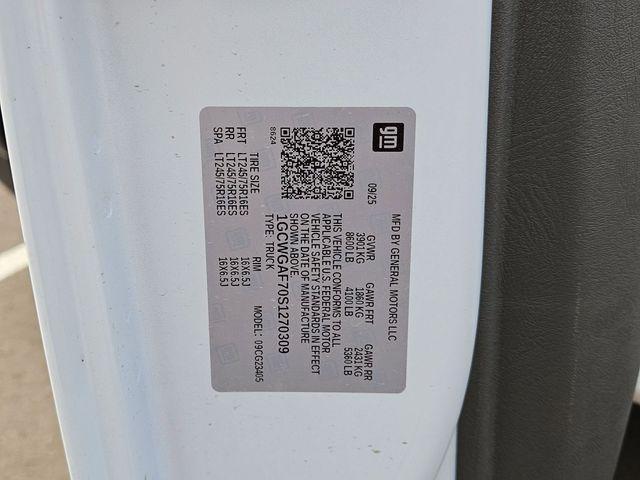 gm
MFD BY GENERAL MOTORS LLC
09/25
GVWR GAWR FRT GAWR RR
3901 KG 1860 KG 2431 KG
8600 LB 4100 LB 5360 LB
THIS VEHICLE CONFORMS TO ALL
APPLICABLE U.S. FEDERAL MOTOR
VEHICLE SAFETY STANDARDS IN EFFECT
ON THE DATE OF MANUFACTURE
SHOWN ABOVE.
1GCWGAF70S1270309
TYPE: TRUCK
8624
MODEL: 09CG23405
TIRE SIZE RIM
FRT LT245/75R16ES 16X6.5J
RR LT245/75R16ES 16X6.5J
SPA LT245/75R16ES 16X6.5J